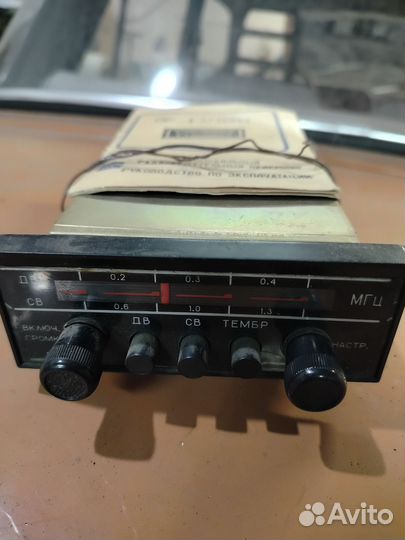 РУКОВОДСТВО ПО ЭКСПЛУАТАЦИИ
ДВ 0.2 0.3 0.4
СВ 0.6 1.0 1.3 МГц
ВКЛЮЧ. ДВ СВ ТЕМБР
ГРОМК НАСТР.
Avito